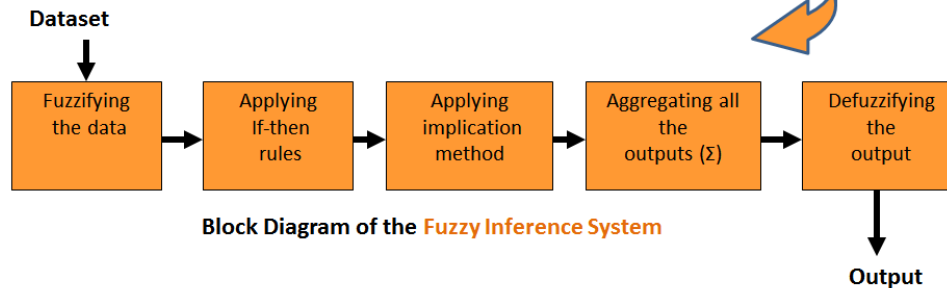 Dataset
Fuzzifying
the data
Applying
If-then
rules
Applying
implication
method
Aggregating all
the
outputs (Σ)
Defuzzifying
the
output
Block Diagram of the Fuzzy Inference System
Output